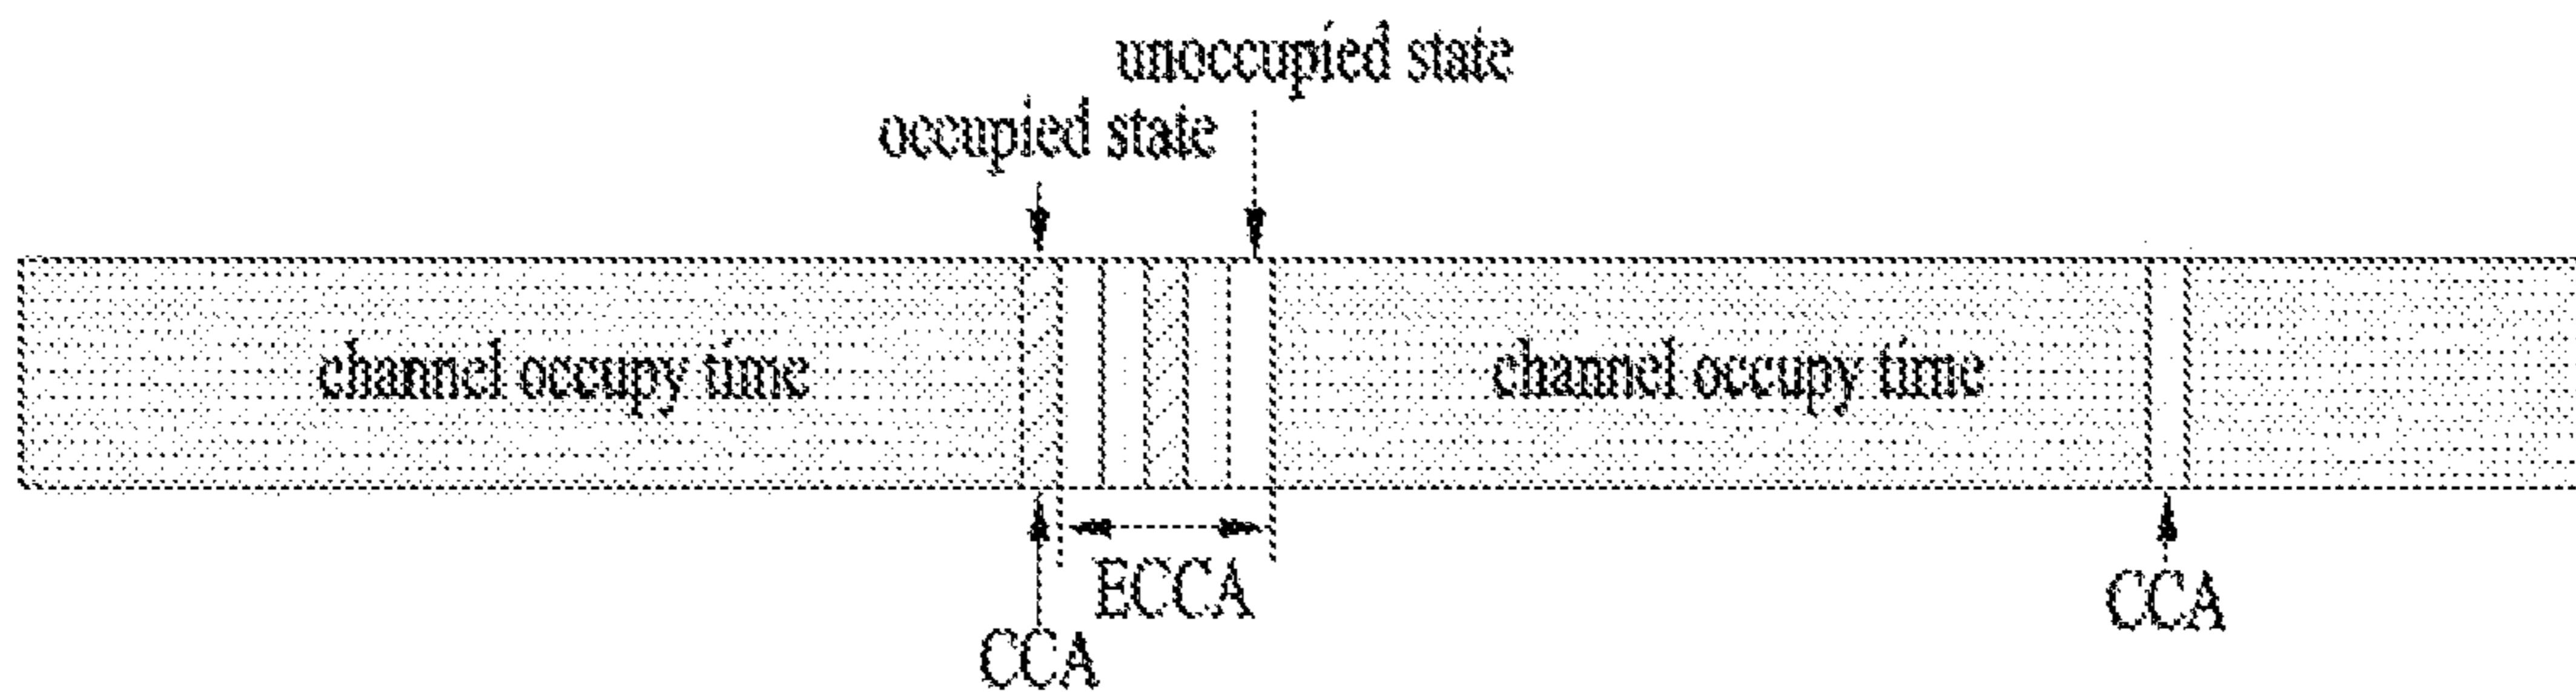 unoccupied state
occupied state
channel occupy time
channel occupy time
ECCA
CCA
CCA